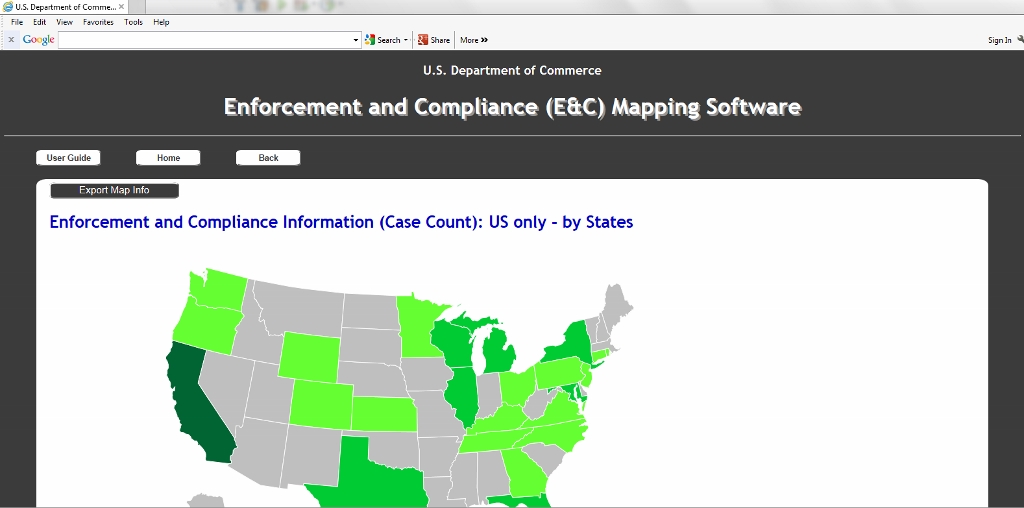 U.S. Department of Comme... ×
File Edit View Favorites Tools Help
x Google Search Share More » Sign In
U.S. Department of Commerce
Enforcement and Compliance (E&C) Mapping Software
User Guide Home Back
Export Map Info
Enforcement and Compliance Information (Case Count): US only - by States